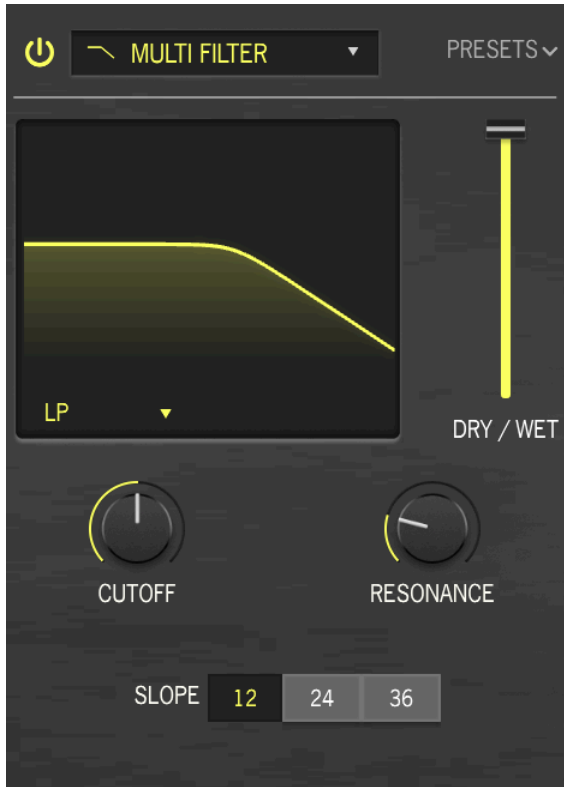 MULTI FILTER
PRESETS
LP
DRY / WET
CUTOFF
RESONANCE
SLOPE 12 24 36